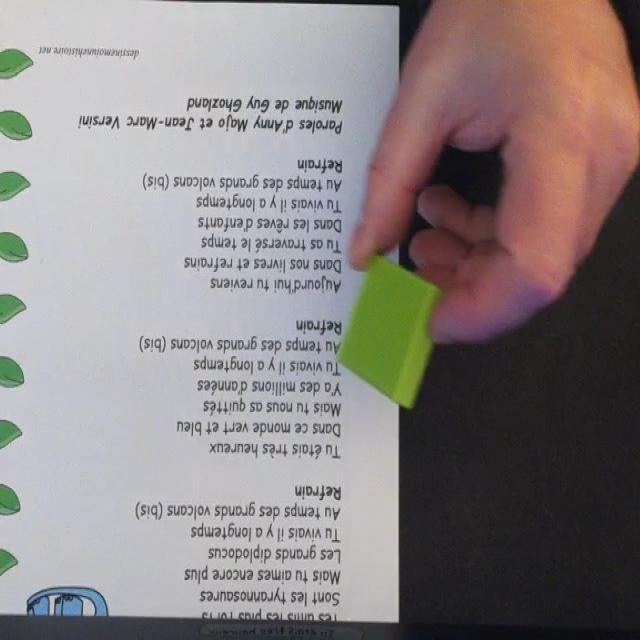 Sont les tyrannosaures
Mais tu aimes encore plus
Les grands diplodocus
Tu vivais il y a longtemps
Au temps des grands volcans (bis)
Refrain
Tu étais très heureux
Dans ce monde vert et bleu
Mais tu nous as quittés
Y'a des millions d'années
Tu vivais il y a longtemps
Au temps des grands volcans (bis)
Refrain
Aujourd'hui tu reviens
Dans nos livres et refrains
Tu as traversé le temps
Dans les rêves d'enfants
Tu vivais il y a longtemps
Au temps des grands volcans (bis)
Refrain
Paroles d'Anny Majo et Jean-Marc Versini
Musique de Guy Ghozland
dessinemoiunehistoire.net